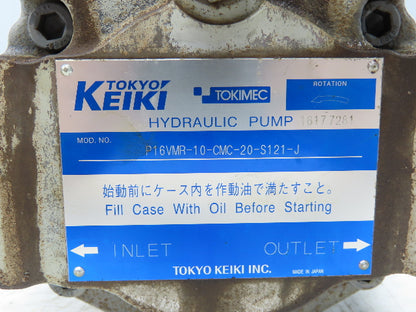 TOKYO
KEIKI
TOKIMEC
ROTATION
HYDRAULIC PUMP 16177261
MOD. NO.
P16VMR-10-CMC-20-S121-J
始動前にケース内を作動油で満たすこと。
Fill Case With Oil Before Starting
INLET OUTLET
TOKYO KEIKI INC.
MADE IN JAPAN